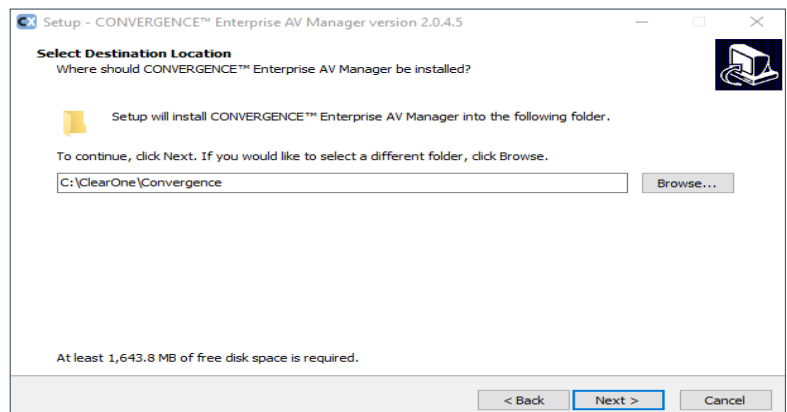 CX Setup - CONVERGENCE™ Enterprise AV Manager version 2.0.4.5
Select Destination Location
Where should CONVERGENCE™ Enterprise AV Manager be installed?
Setup will install CONVERGENCE™ Enterprise AV Manager into the following folder.
To continue, click Next. If you would like to select a different folder, click Browse.
C:\ClearOne\Convergence
Browse...
At least 1,643.8 MB of free disk space is required.
< Back Next > Cancel